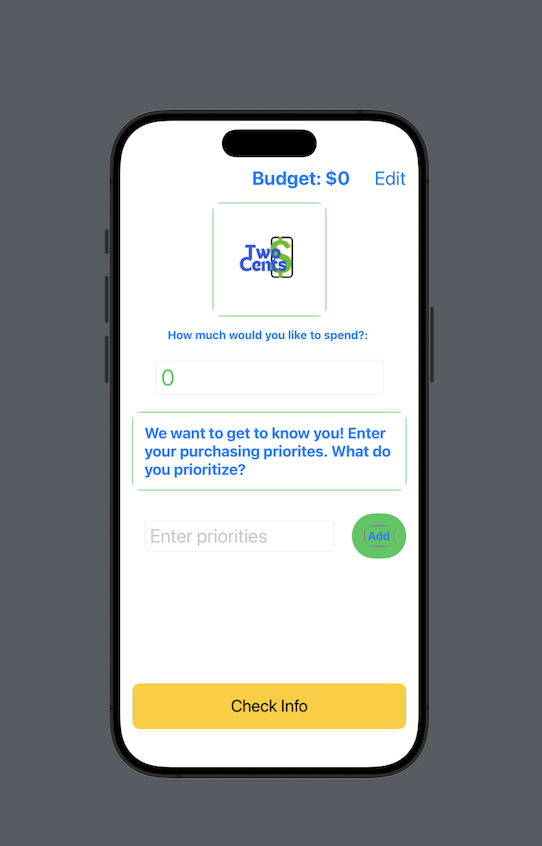 Budget: $0 Edit
Two
Cents
$
How much would you like to spend?:
0
We want to get to know you! Enter
your purchasing priorites. What do
you prioritize?
Enter priorities
Add
Check Info